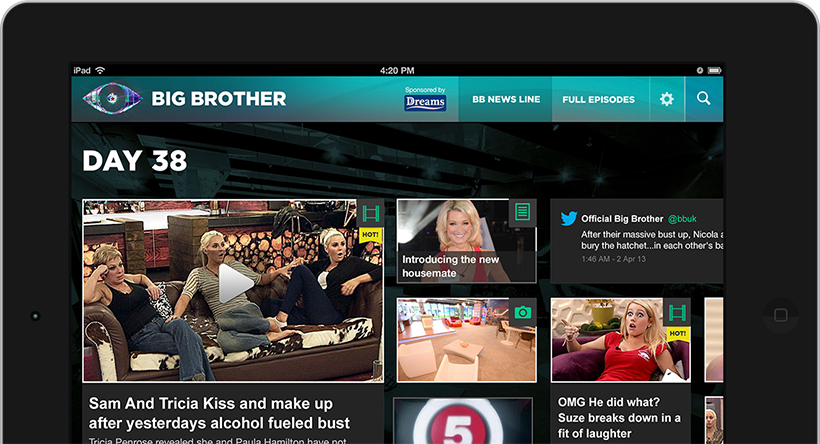 iPad
4:20 PM
BIG BROTHER
Sponsored by
Dreams
BB NEWS LINE
FULL EPISODES
DAY 38
HOT!
Introducing the new
housemate
Official Big Brother @bbuk
After their massive bust up, Nicola a
bury the hatchet...in each other's ba
1:46 AM - 2 Apr 13
HOT!
Sam And Tricia Kiss and make up
after yesterdays alcohol fueled bust
Tricia Penrose revealed she and Paula Hamilton have not
5
OMG He did what?
Suze breaks down in a
fit of laughter